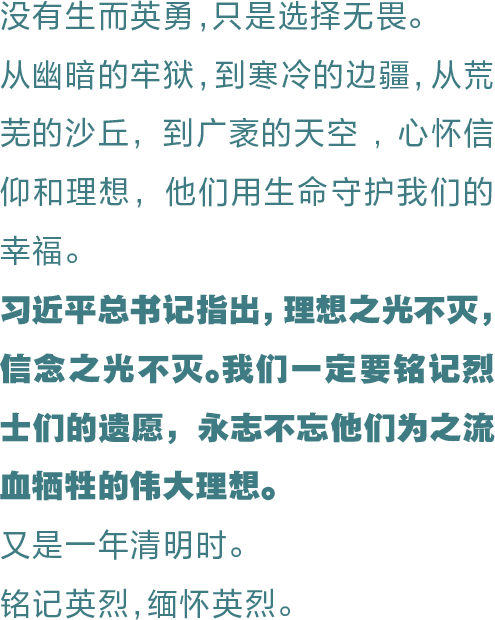 没有生而英勇,只是选择无畏。
从幽暗的牢狱,到寒冷的边疆,从荒
芜的沙丘，到广袤的天空，心怀信
仰和理想，他们用生命守护我们的
幸福。
习近平总书记指出，理想之光不灭，
信念之光不灭。我们一定要铭记烈
士们的遗愿，永志不忘他们为之流
血牺牲的伟大理想。
又是一年清明时。
铭记英烈,缅怀英烈。